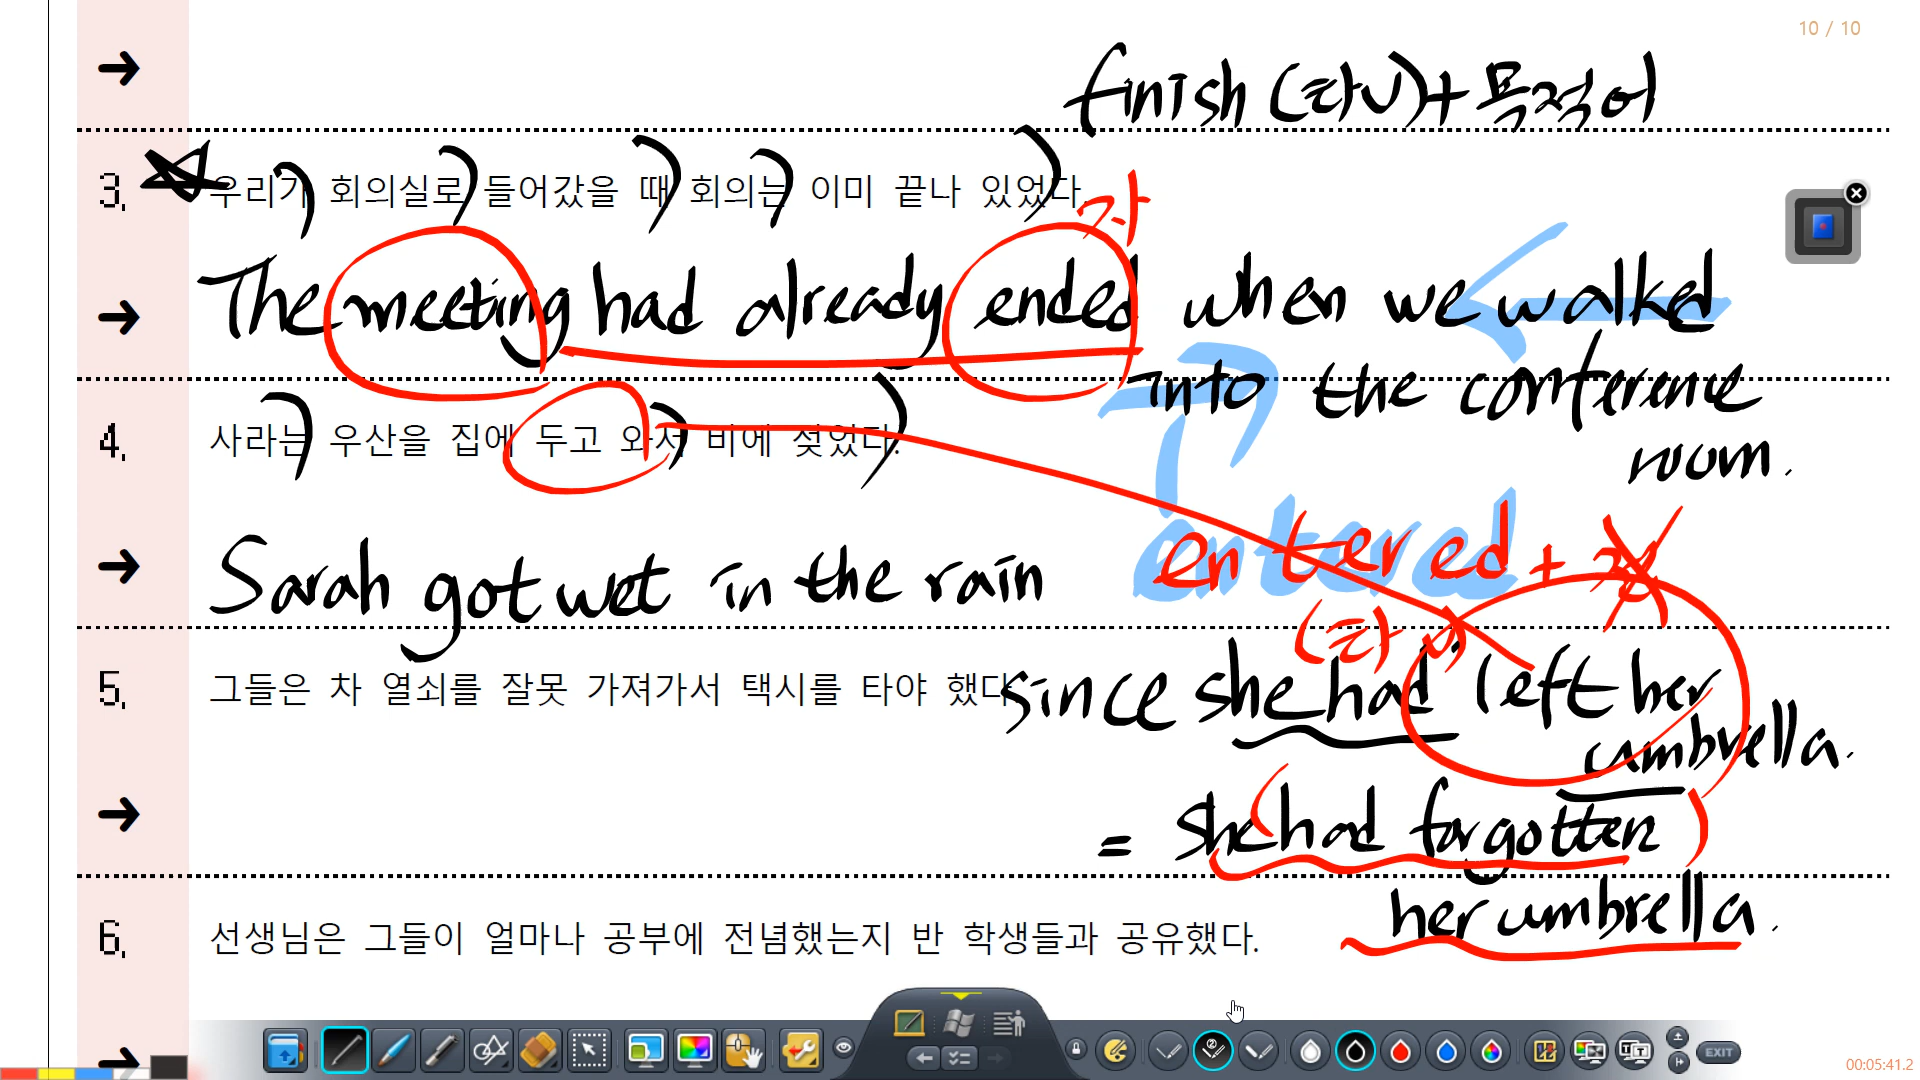 10 / 10
finish (타V)+목적어
3. 우리가 회의실로 들어갔을 때 회의는 이미 끝나 있었다.
자
The meeting had already ended when we walked
into the conference
room.
4. 사라는 우산을 집에 두고 와서 비에 젖었다.
entered +
Sarah got wet in the rain
(타
5. 그들은 차 열쇠를 잘못 가져가서 택시를 타야 했다
since she had left her
umbrella.
= she had forgotten
her umbrella.
6. 선생님은 그들이 얼마나 공부에 전념했는지 반 학생들과 공유했다.
EXIT
00:05:41.2